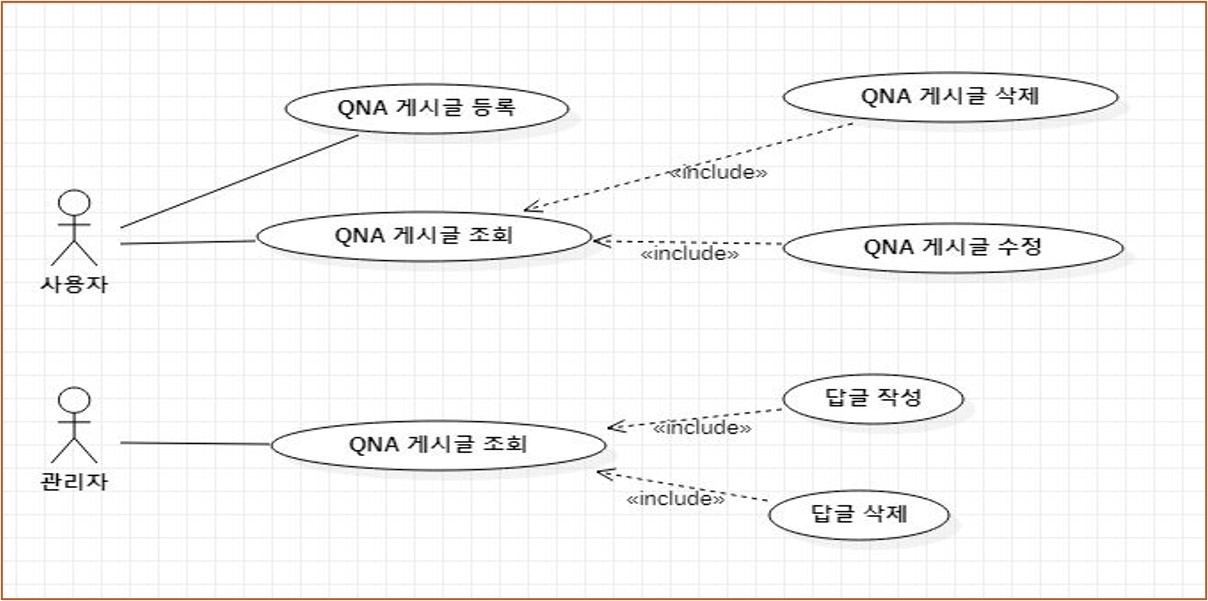 QNA 게시글 등록
QNA 게시글 삭제
«include»
QNA 게시글 조회
QNA 게시글 수정
«include»
사용자
답글 작성
«include»
QNA 게시글 조회
관리자
«include»
답글 삭제